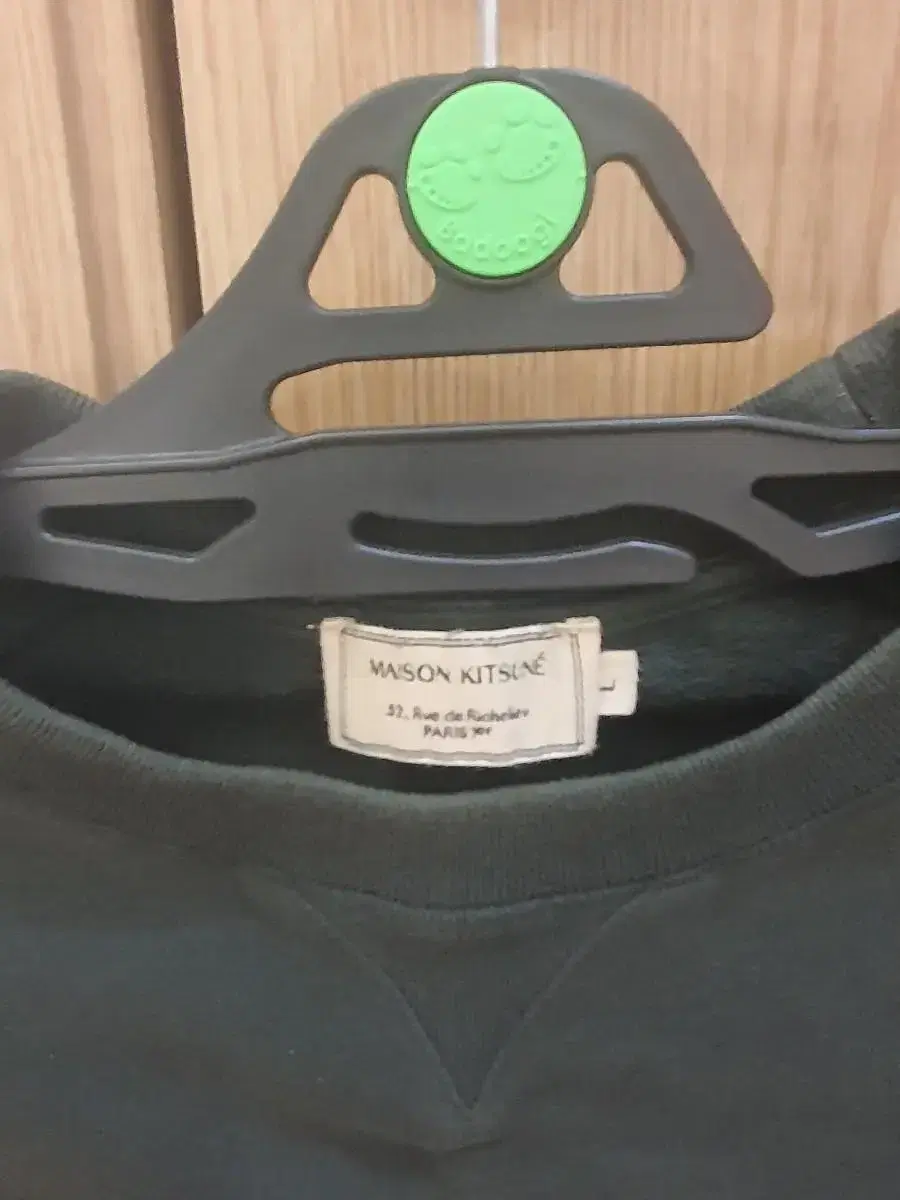 MAISON KITSUNÉ
52, Rue de Richelieu
PARIS 1er
L